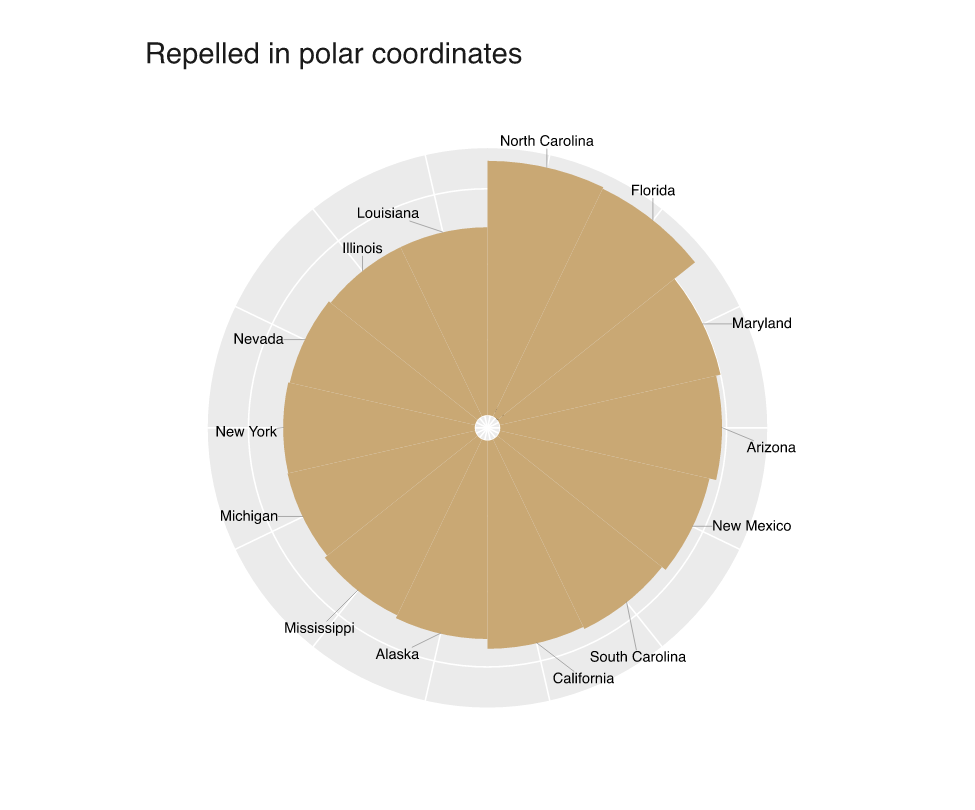 Repelled in polar coordinates
North Carolina
Florida
Louisiana
Illinois
Maryland
Nevada
New York
Arizona
Michigan
New Mexico
Mississippi
Alaska
South Carolina
California